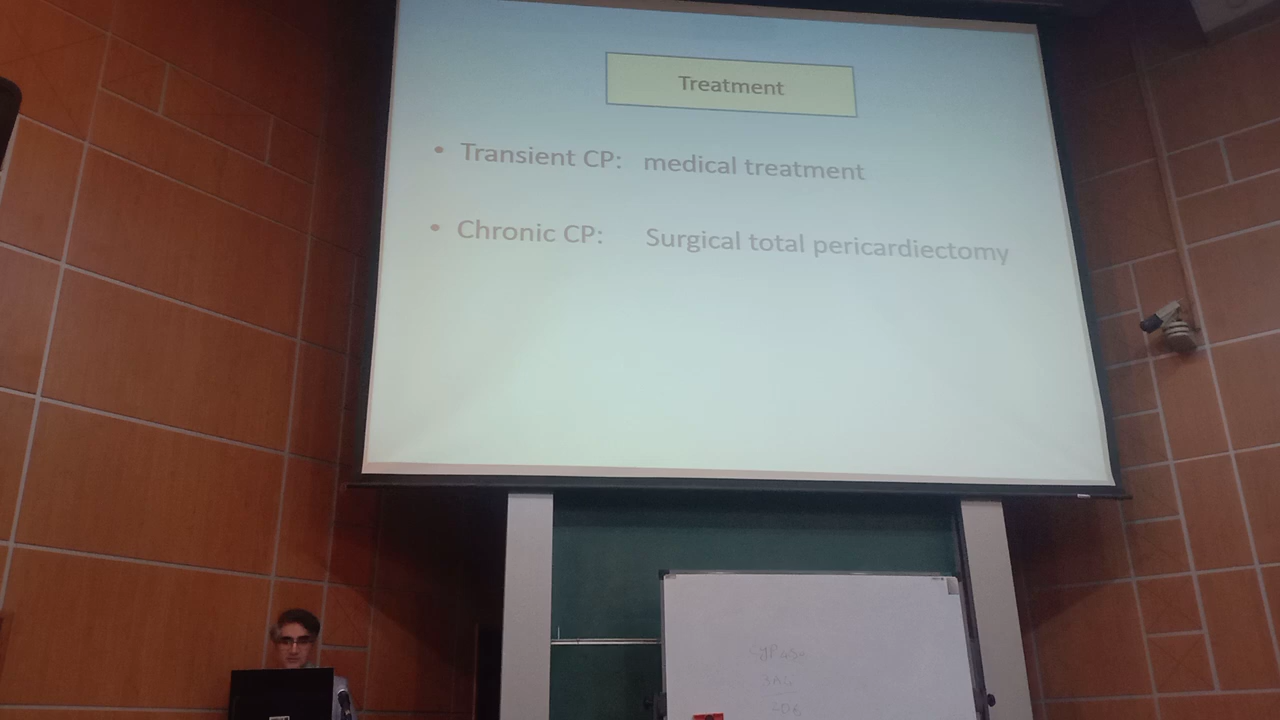 Treatment
• Transient CP: medical treatment
• Chronic CP: Surgical total pericardiectomy